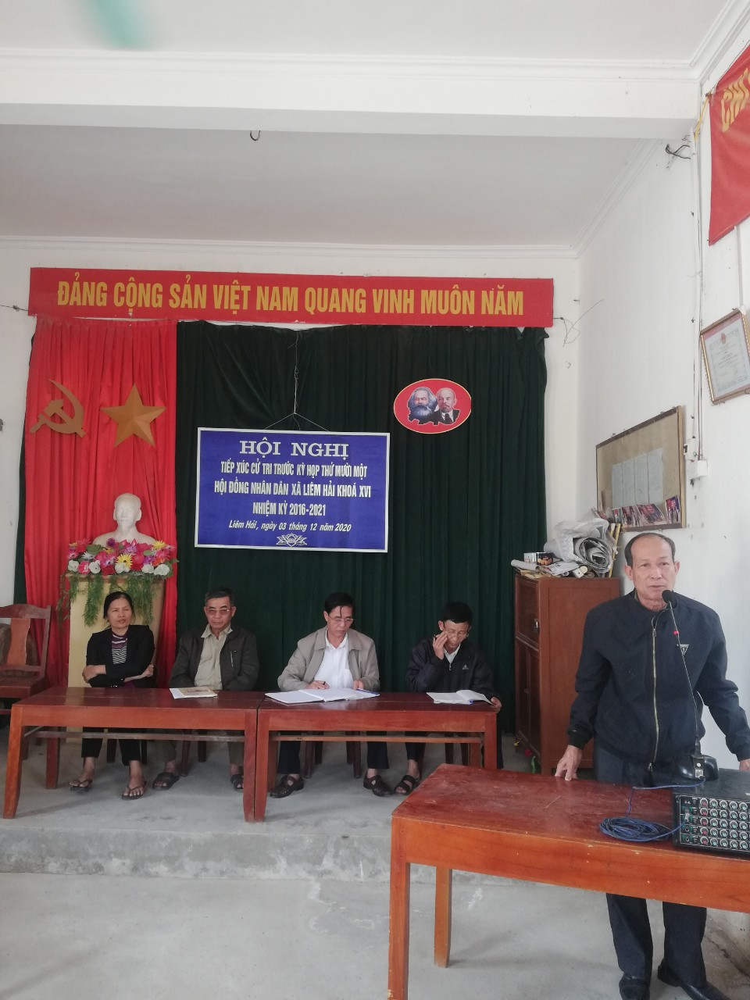 CHỦ
ĐẢNG CỘNG SẢN VIỆT NAM QUANG VINH MUÔN NĂM
HỘI NGHỊ
TIẾP XÚC CỬ TRI TRƯỚC KỲ HỌP THỨ MƯỜI MỘT
HỘI ĐỒNG NHÂN DÂN XÃ LIÊM HẢI KHOÁ XVI
NHIỆM KỲ 2016-2021
Liêm Hải, ngày 03 tháng 12 năm 2020